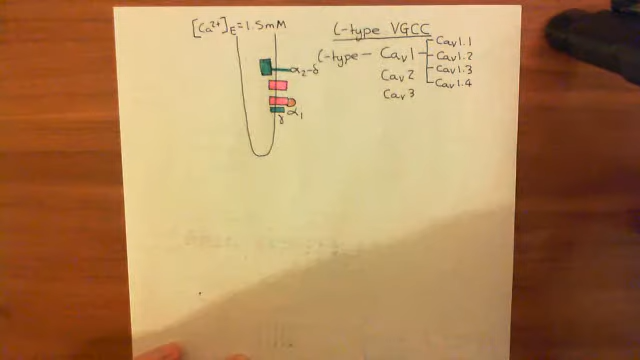 [Ca²⁺]E = 1.5mM
L-type VGCC
L-type — Cav1
Cav1.1
Cav1.2
Cav1.3
Cav1.4
Cav2
Cav3
α₂-δ
α₁
γ